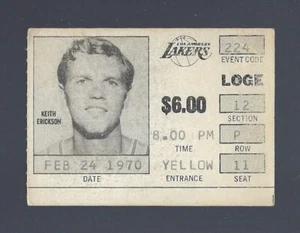 LOS ANGELES
LAKERS
224
EVENT CODE
LOGE
KEITH
ERICKSON
$6.00
12
SECTION
8.00 PM
P
TIME
ROW
FEB 24 1970
YELLOW
11
DATE
ENTRANCE
SEAT